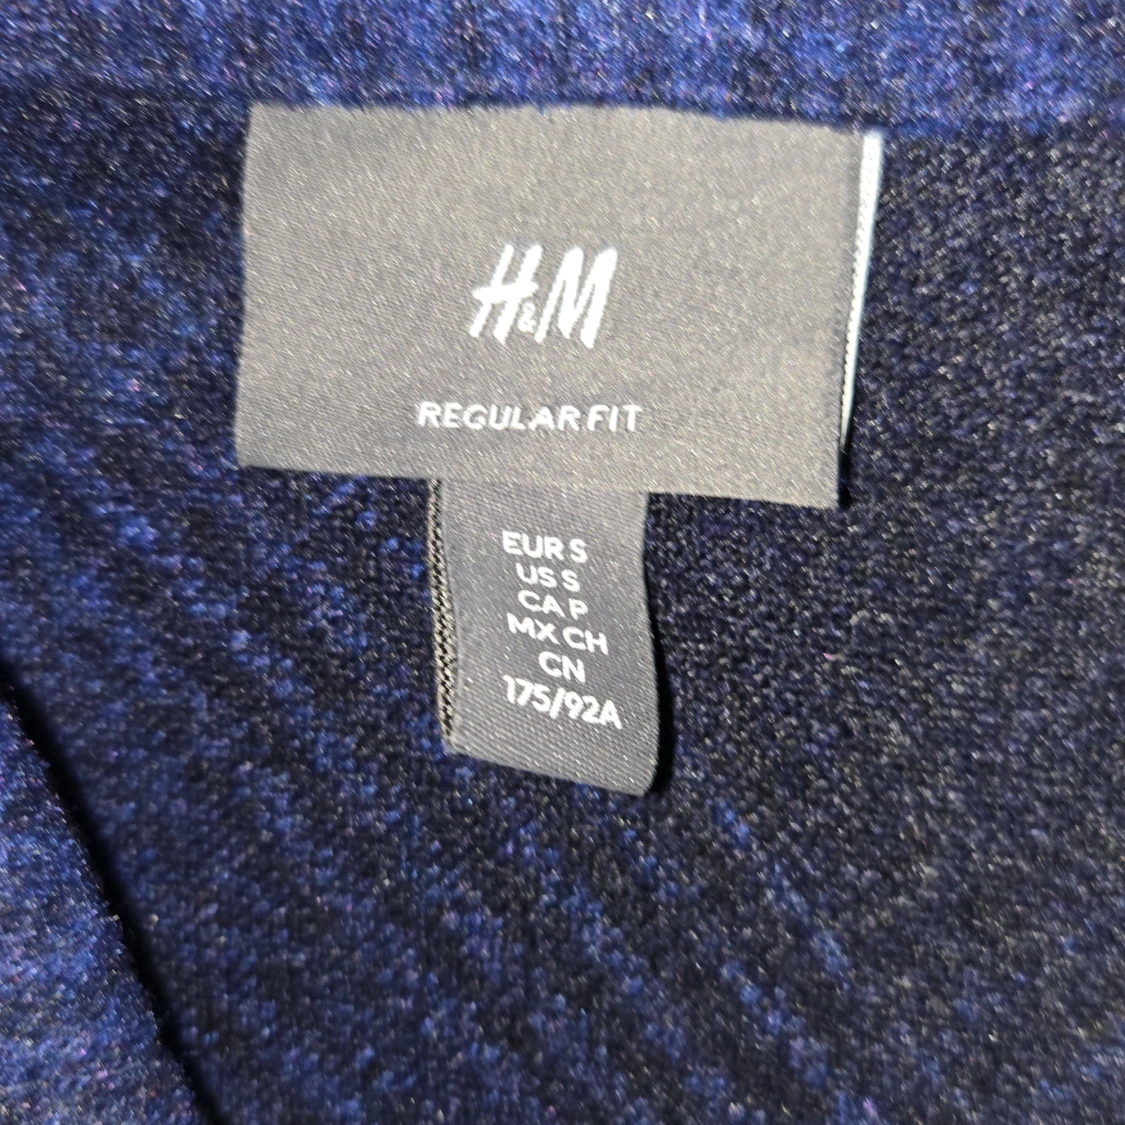 H&M
REGULAR FIT
EUR S
US S
CA P
MX CH
CN
175/92A